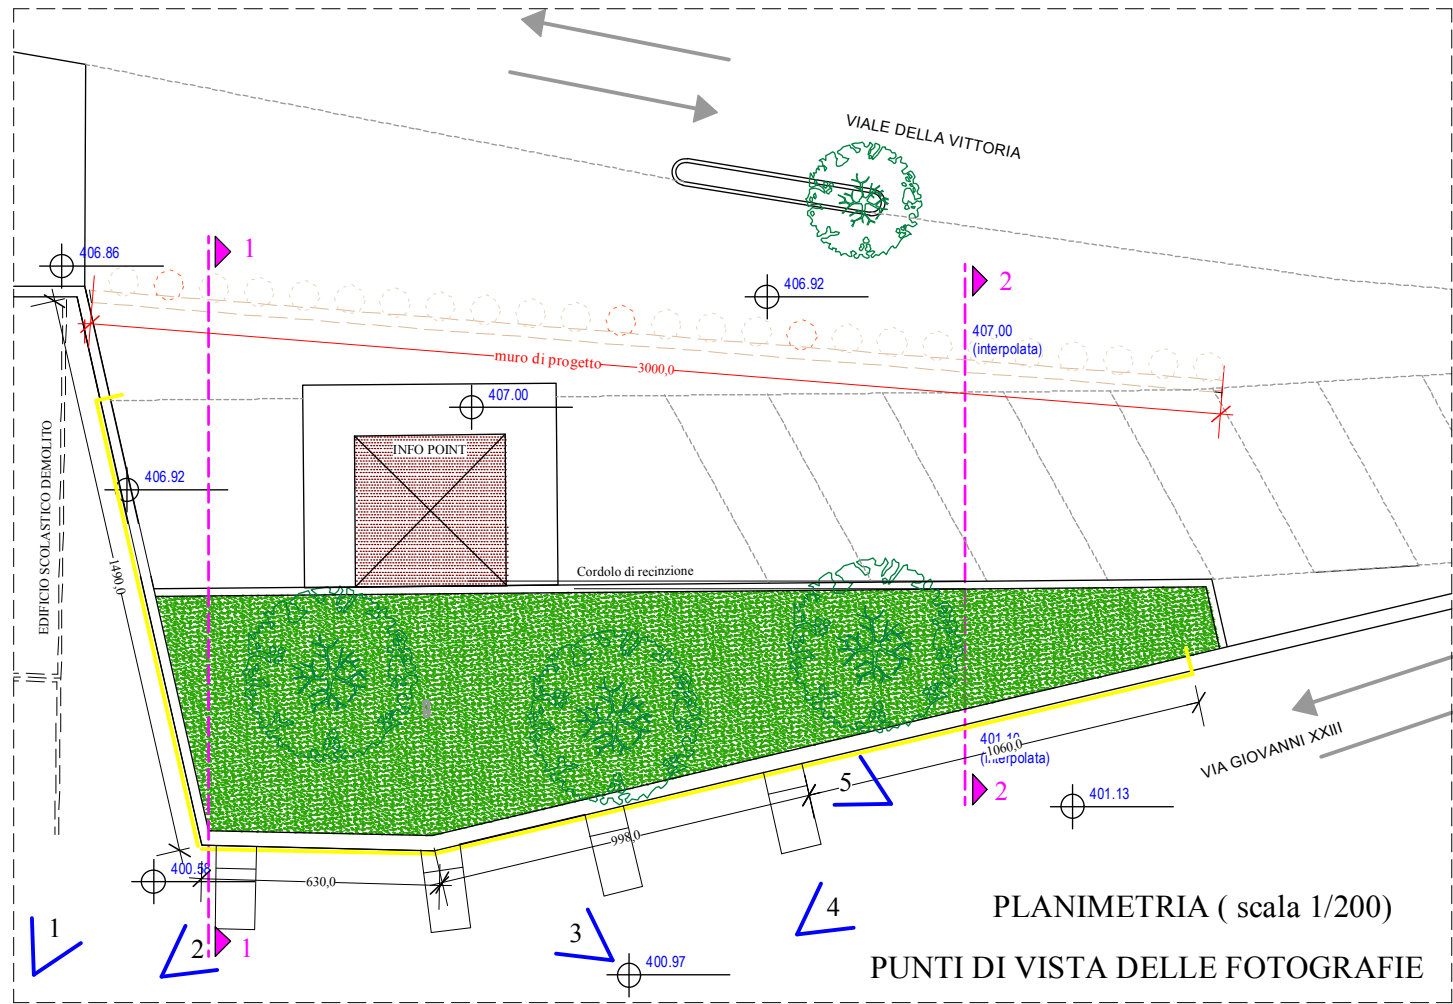 VIALE DELLA VITTORIA
406.86
1
406.92
2
407,00
(interpolata)
muro di progetto
3000,0
407.00
INFO POINT
EDIFICIO SCOLASTICO DEMOLITO
406.92
1490,0
Cordolo di recinzione
401.10
(interpolata)
1060,0
VIA GIOVANNI XXIII
5
2
401.13
998,0
400.58
630,0
1
2
1
3
4
400.97
PLANIMETRIA ( scala 1/200)
PUNTI DI VISTA DELLE FOTOGRAFIE